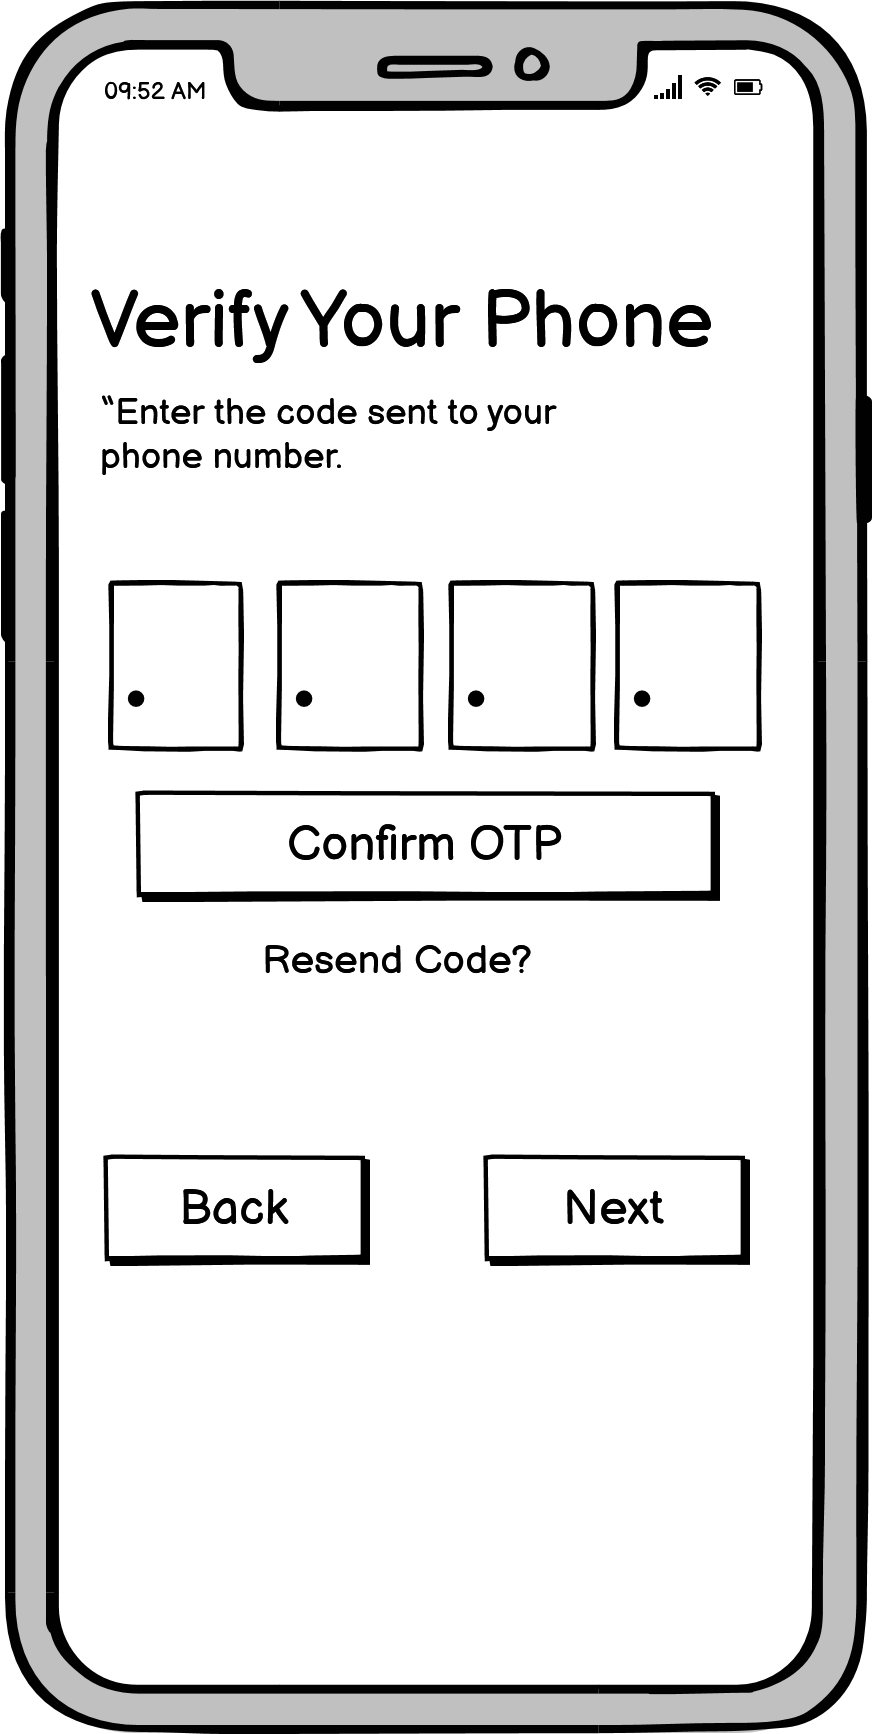 09:52 AM
Verify Your Phone
“Enter the code sent to your
phone number.
Confirm OTP
Resend Code?
Back
Next